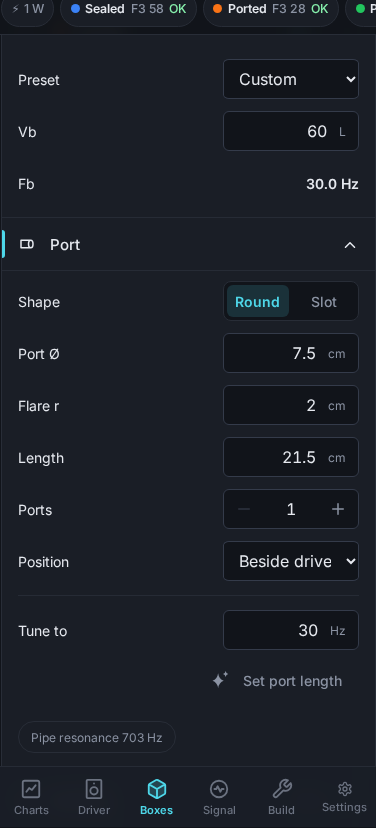 ⚡ 1 W Sealed F3 58 OK Ported F3 28 OK P
Preset Custom
Vb 60 L
Fb 30.0 Hz
Port
Shape Round Slot
Port Ø 7.5 cm
Flare r 2 cm
Length 21.5 cm
Ports − 1 +
Position Beside drive
Tune to 30 Hz
Set port length
Pipe resonance 703 Hz
Charts Driver Boxes Signal Build Settings